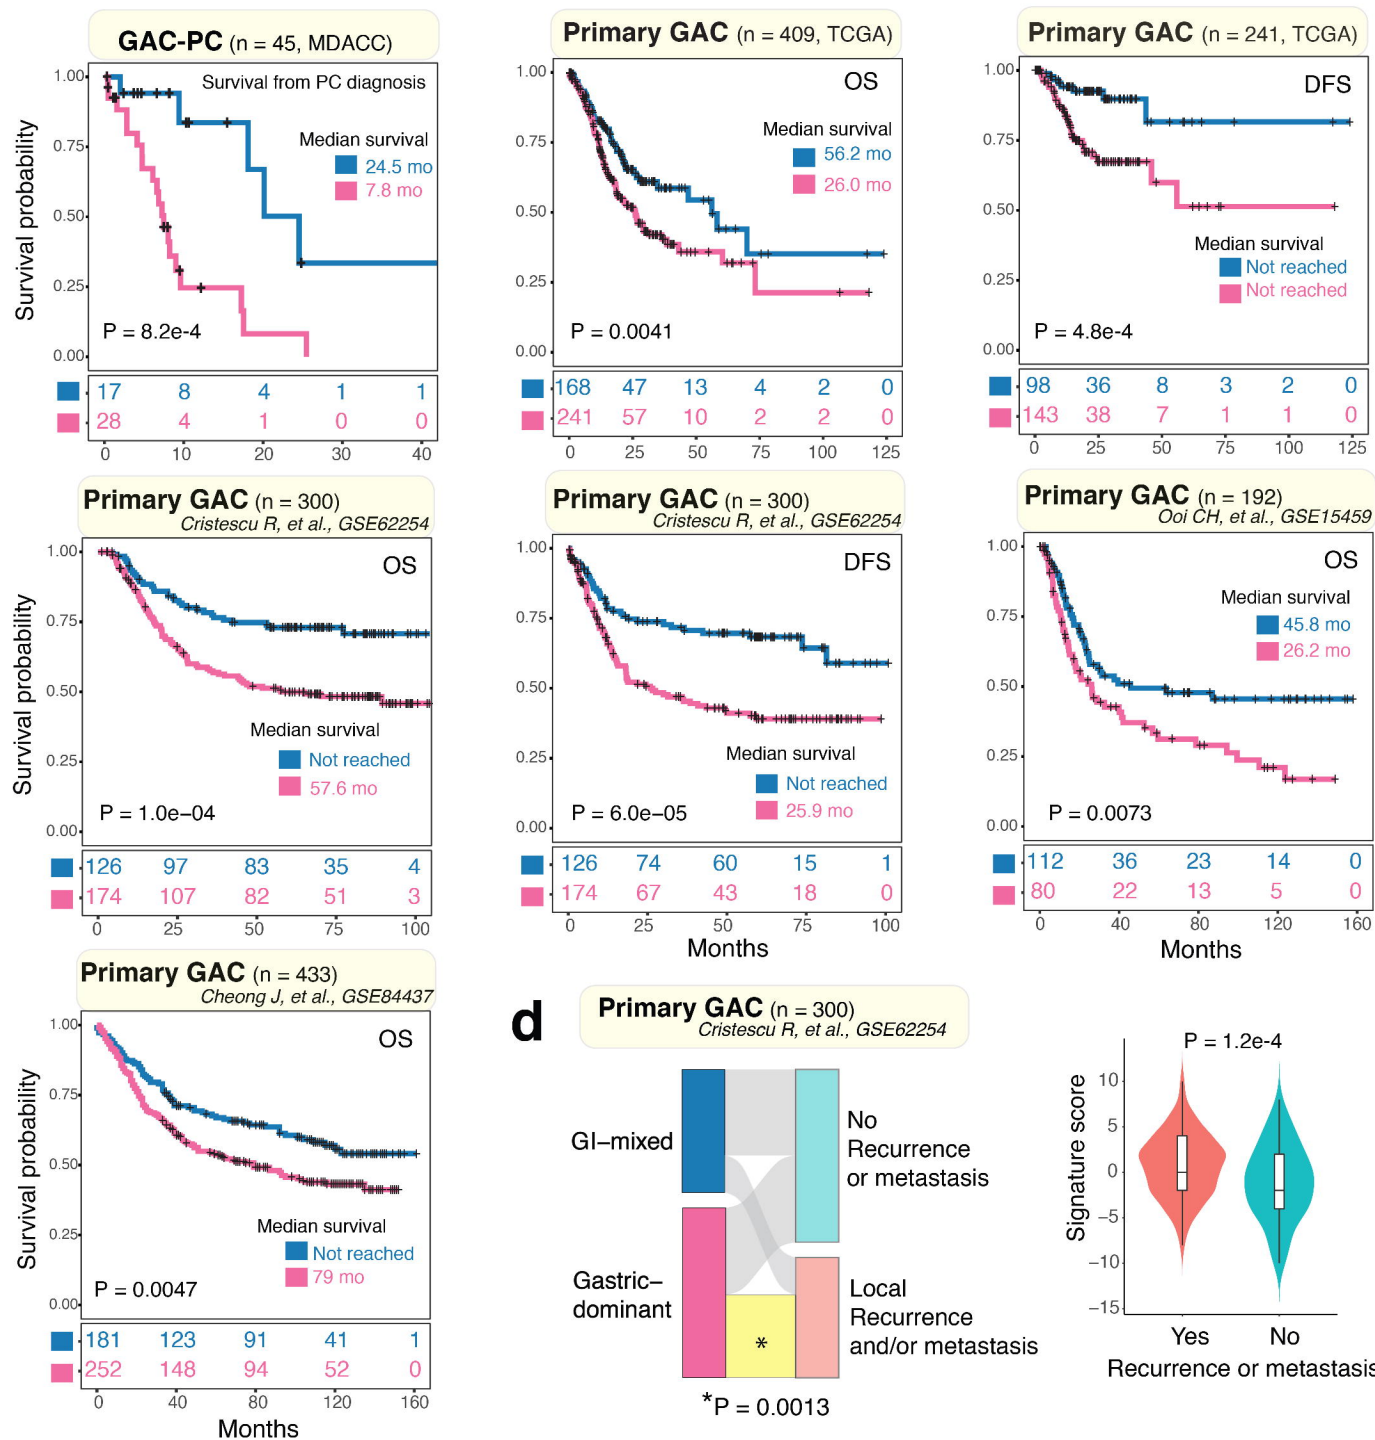 GAC-PC (n = 45, MDACC)
Survival from PC diagnosis
Survival probability
1.00
0.75
0.50
0.25
0.00
Median survival
24.5 mo
7.8 mo
P = 8.2e-4
17 8 4 1 1
28 4 1 0 0
0 10 20 30 40
Primary GAC (n = 409, TCGA)
OS
1.00
0.75
0.50
0.25
0.00
Median survival
56.2 mo
26.0 mo
P = 0.0041
168 47 13 4 2 0
241 57 10 2 2 0
0 25 50 75 100 125
Primary GAC (n = 241, TCGA)
DFS
1.00
0.75
0.50
0.25
0.00
Median survival
Not reached
Not reached
P = 4.8e-4
98 36 8 3 2 0
143 38 7 1 1 0
0 25 50 75 100 125
Primary GAC (n = 300)
Cristescu R, et al., GSE62254
OS
Survival probability
1.00
0.75
0.50
0.25
0.00
Median survival
Not reached
57.6 mo
P = 1.0e−04
126 97 83 35 4
174 107 82 51 3
0 25 50 75 100
Primary GAC (n = 300)
Cristescu R, et al., GSE62254
DFS
1.00
0.75
0.50
0.25
0.00
Median survival
Not reached
25.9 mo
P = 6.0e−05
126 74 60 15 1
174 67 43 18 0
0 25 50 75 100
Months
Primary GAC (n = 192)
Ooi CH, et al., GSE15459
OS
1.00
0.75
0.50
0.25
0.00
Median survival
45.8 mo
26.2 mo
P = 0.0073
112 36 23 14 0
80 22 13 5 0
0 40 80 120 160
Months
Primary GAC (n = 433)
Cheong J, et al., GSE84437
OS
Survival probability
1.00
0.75
0.50
0.25
0.00
Median survival
Not reached
79 mo
P = 0.0047
181 123 91 41 1
252 148 94 52 0
0 40 80 120 160
Months
d
Primary GAC (n = 300)
Cristescu R, et al., GSE62254
GI−mixed
Gastric−
dominant
No
Recurrence
or metastasis
Local
Recurrence
and/or metastasis
*
*P = 0.0013
P = 1.2e-4
Signature score
10
5
0
−5
−10
−15
Yes No
Recurrence or metastasis